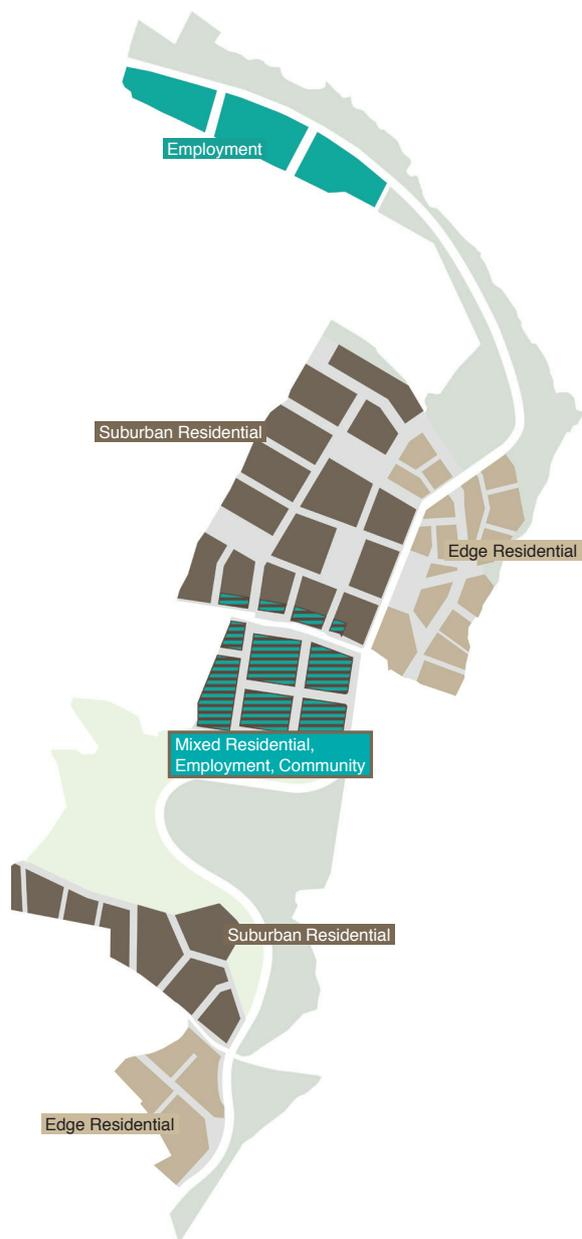 Employment
Suburban Residential
Edge Residential
Mixed Residential,
Employment, Community
Suburban Residential
Edge Residential